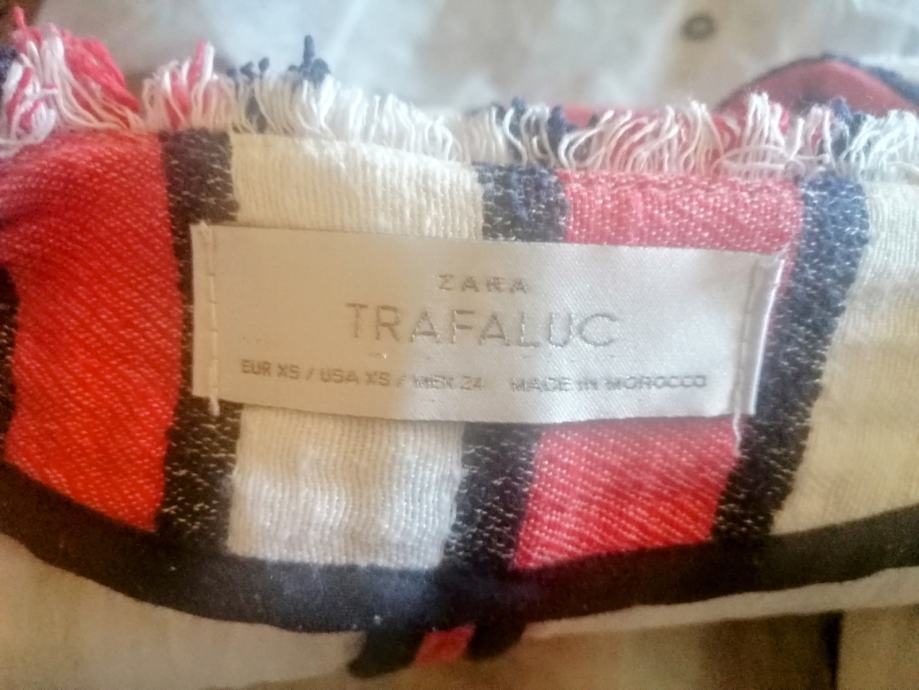 ZARA
TRAFALUC
EUR XS / USA XS / MEX 24 MADE IN MOROCCO